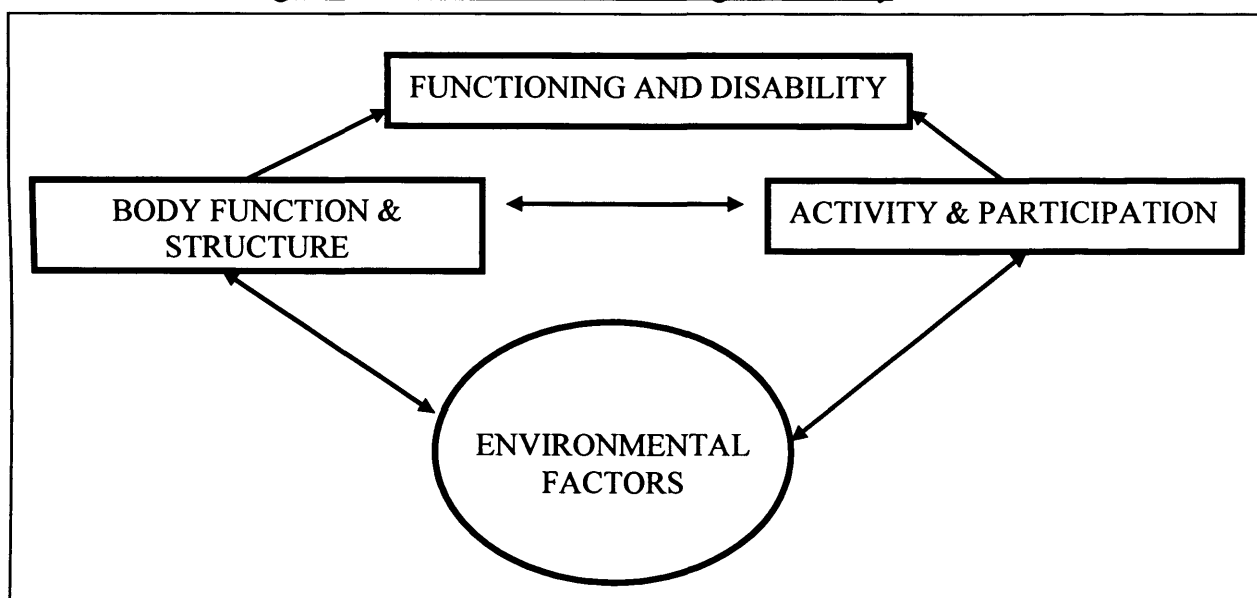 FUNCTIONING AND DISABILITY
BODY FUNCTION &
STRUCTURE
ACTIVITY & PARTICIPATION
ENVIRONMENTAL
FACTORS